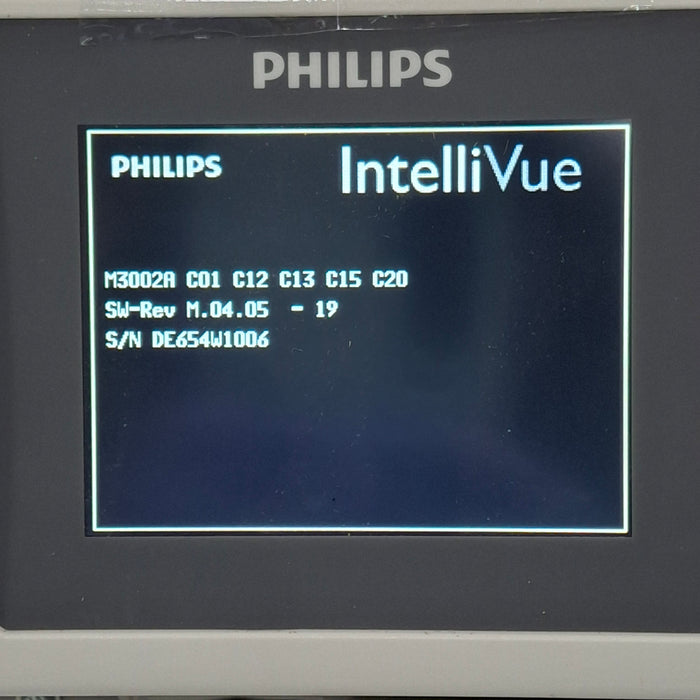 PHILIPS
PHILIPS IntelliVue
M3002A C01 C12 C13 C15 C20
SW-Rev M.04.05 - 19
S/N DE654W1006